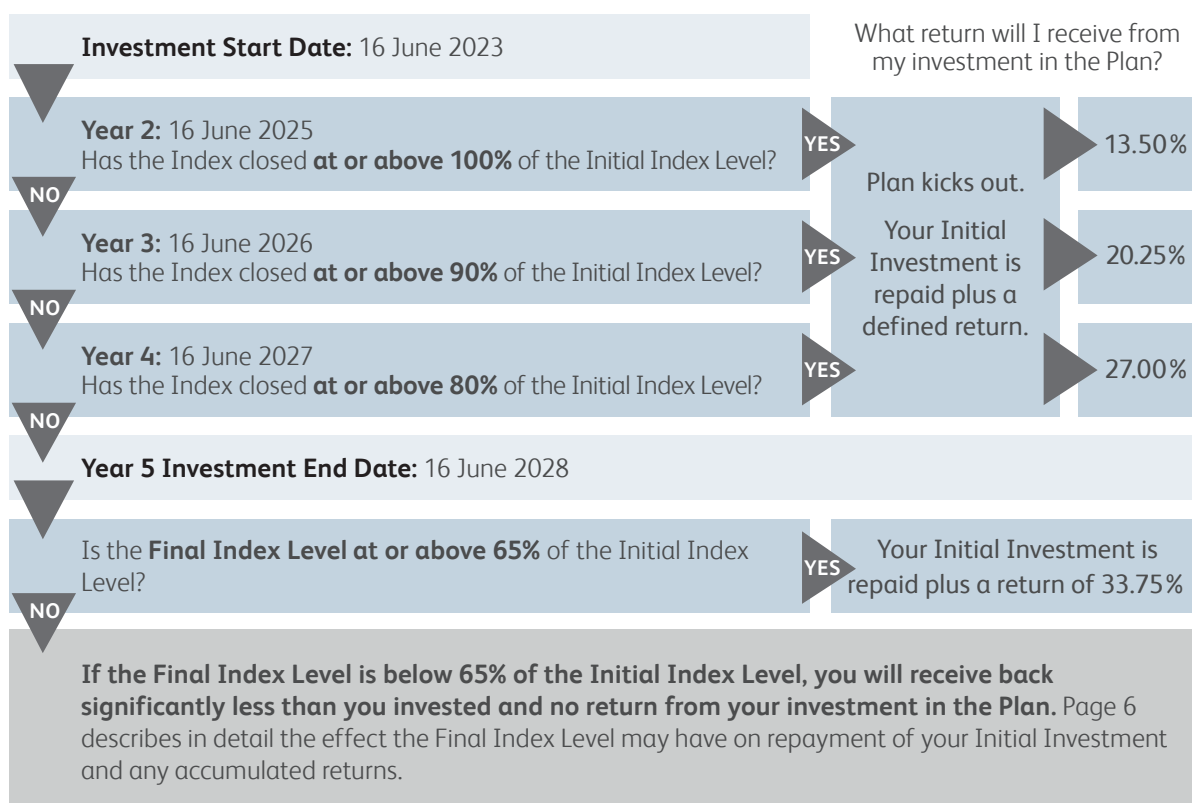 Investment Start Date: 16 June 2023
What return will I receive from
my investment in the Plan?
Year 2: 16 June 2025
Has the Index closed at or above 100% of the Initial Index Level?
YES
13.50%
NO
Year 3: 16 June 2026
Has the Index closed at or above 90% of the Initial Index Level?
YES
20.25%
NO
Year 4: 16 June 2027
Has the Index closed at or above 80% of the Initial Index Level?
YES
27.00%
Plan kicks out.
Your Initial
Investment is
repaid plus a
defined return.
NO
Year 5 Investment End Date: 16 June 2028
Is the Final Index Level at or above 65% of the Initial Index
Level?
YES
Your Initial Investment is
repaid plus a return of 33.75%
NO
If the Final Index Level is below 65% of the Initial Index Level, you will receive back
significantly less than you invested and no return from your investment in the Plan. Page 6
describes in detail the effect the Final Index Level may have on repayment of your Initial Investment
and any accumulated returns.